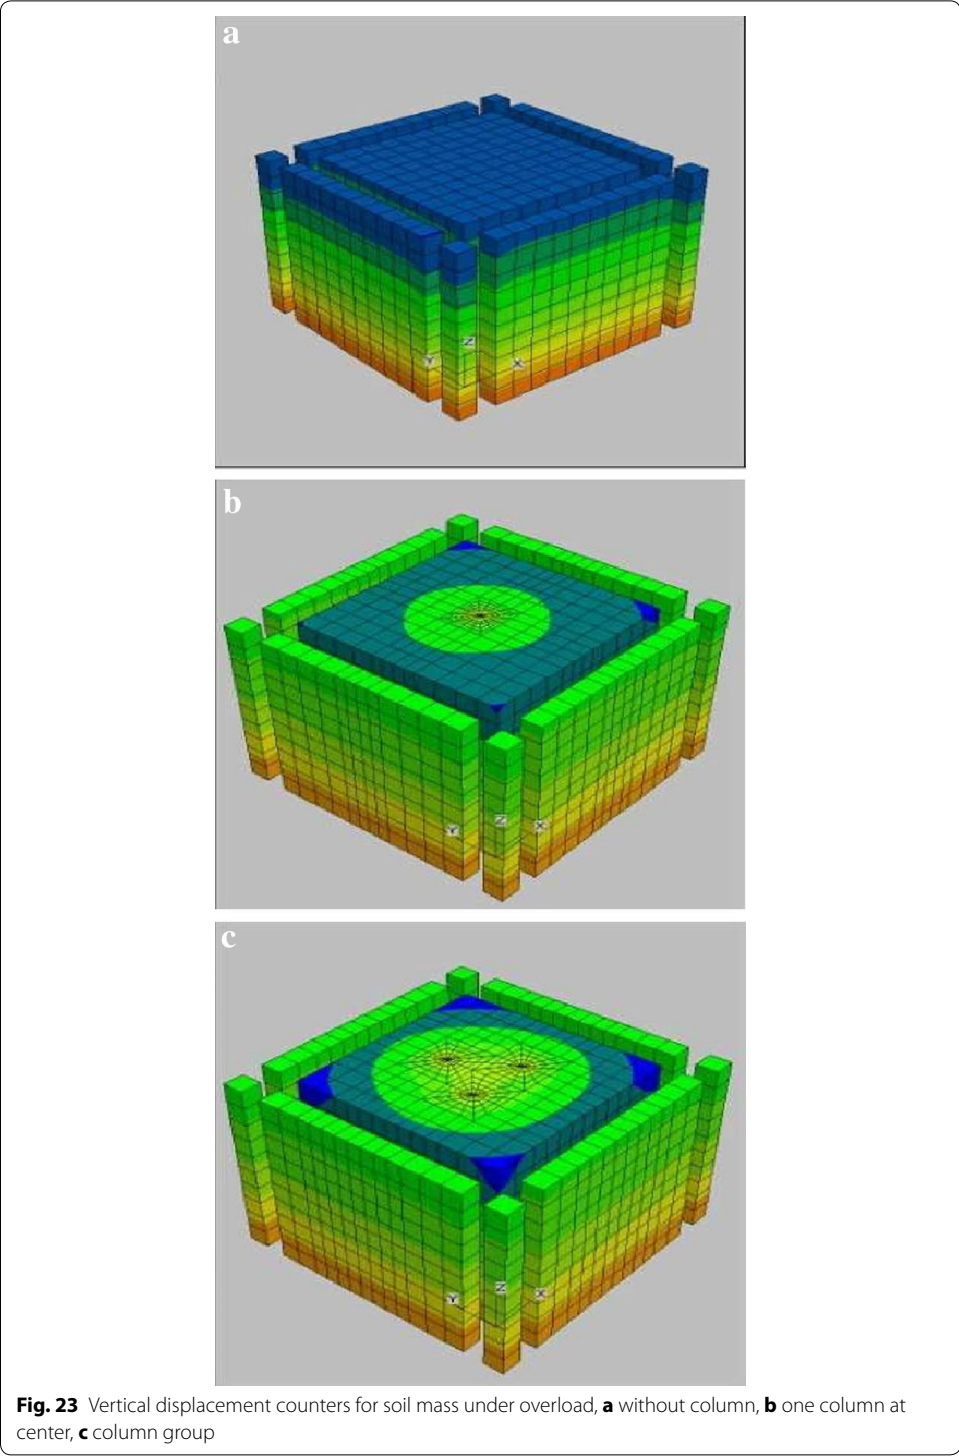 a
Z
Y
X
b
Z
Y
X
c
Z
Y
X
Fig. 23 Vertical displacement counters for soil mass under overload, a without column, b one column at
center, c column group